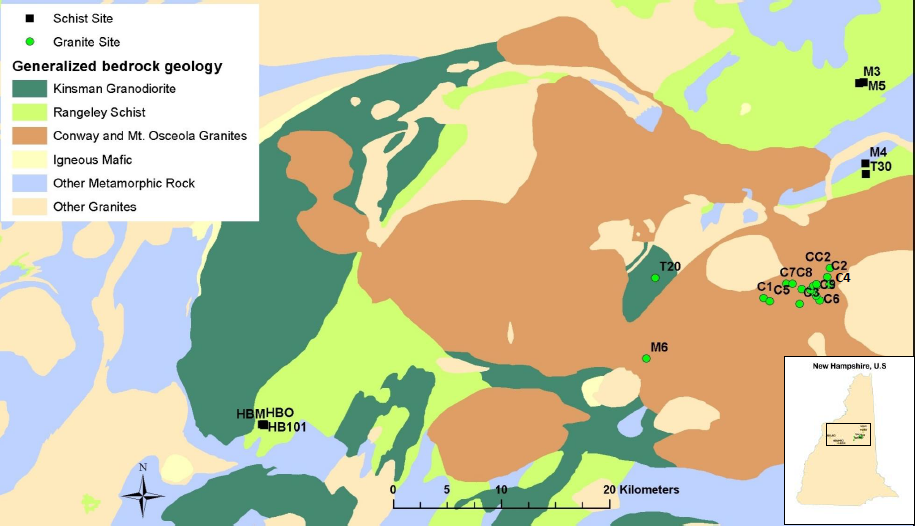 Schist Site
Granite Site
Generalized bedrock geology
Kinsman Granodiorite
Rangeley Schist
Conway and Mt. Osceola Granites
Igneous Mafic
Other Metamorphic Rock
Other Granites
M3
M5
M4
T30
CC2
C2
T20
C7C8
C4
C9
C1
C5
C3
C6
M6
New Hampshire, U.S
HBMHBO
HB101
N
0 5 10 20 Kilometers